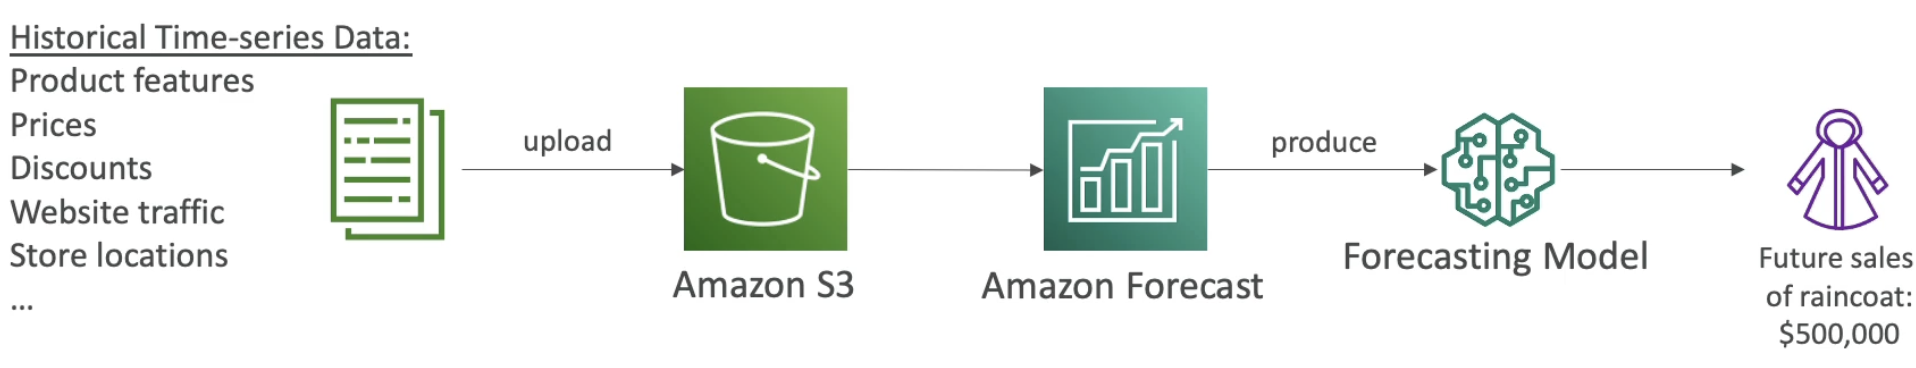 Historical Time-series Data:
Product features
Prices
Discounts
Website traffic
Store locations
...
upload
Amazon S3
Amazon Forecast
produce
Forecasting Model
Future sales
of raincoat:
$500,000